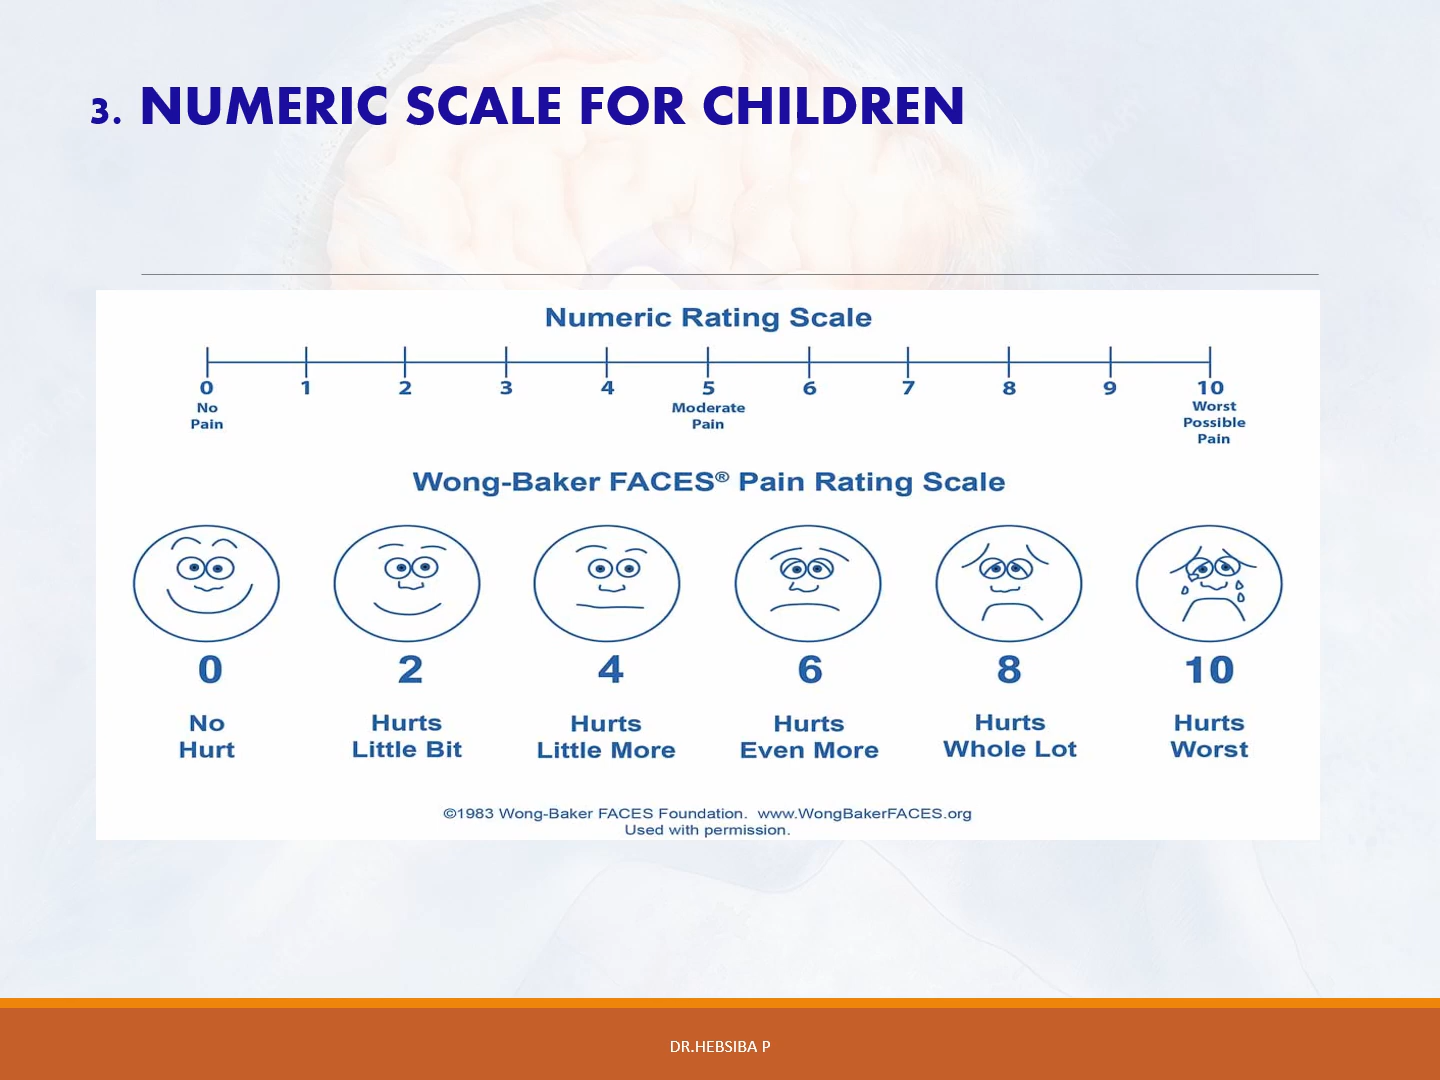 3. NUMERIC SCALE FOR CHILDREN
Numeric Rating Scale
0 1 2 3 4 5 6 7 8 9 10
No Pain
Moderate Pain
Worst Possible Pain
Wong-Baker FACES® Pain Rating Scale
0 2 4 6 8 10
No Hurt
Hurts Little Bit
Hurts Little More
Hurts Even More
Hurts Whole Lot
Hurts Worst
©1983 Wong-Baker FACES Foundation. www.WongBakerFACES.org
Used with permission.
DR.HEBSIBA P